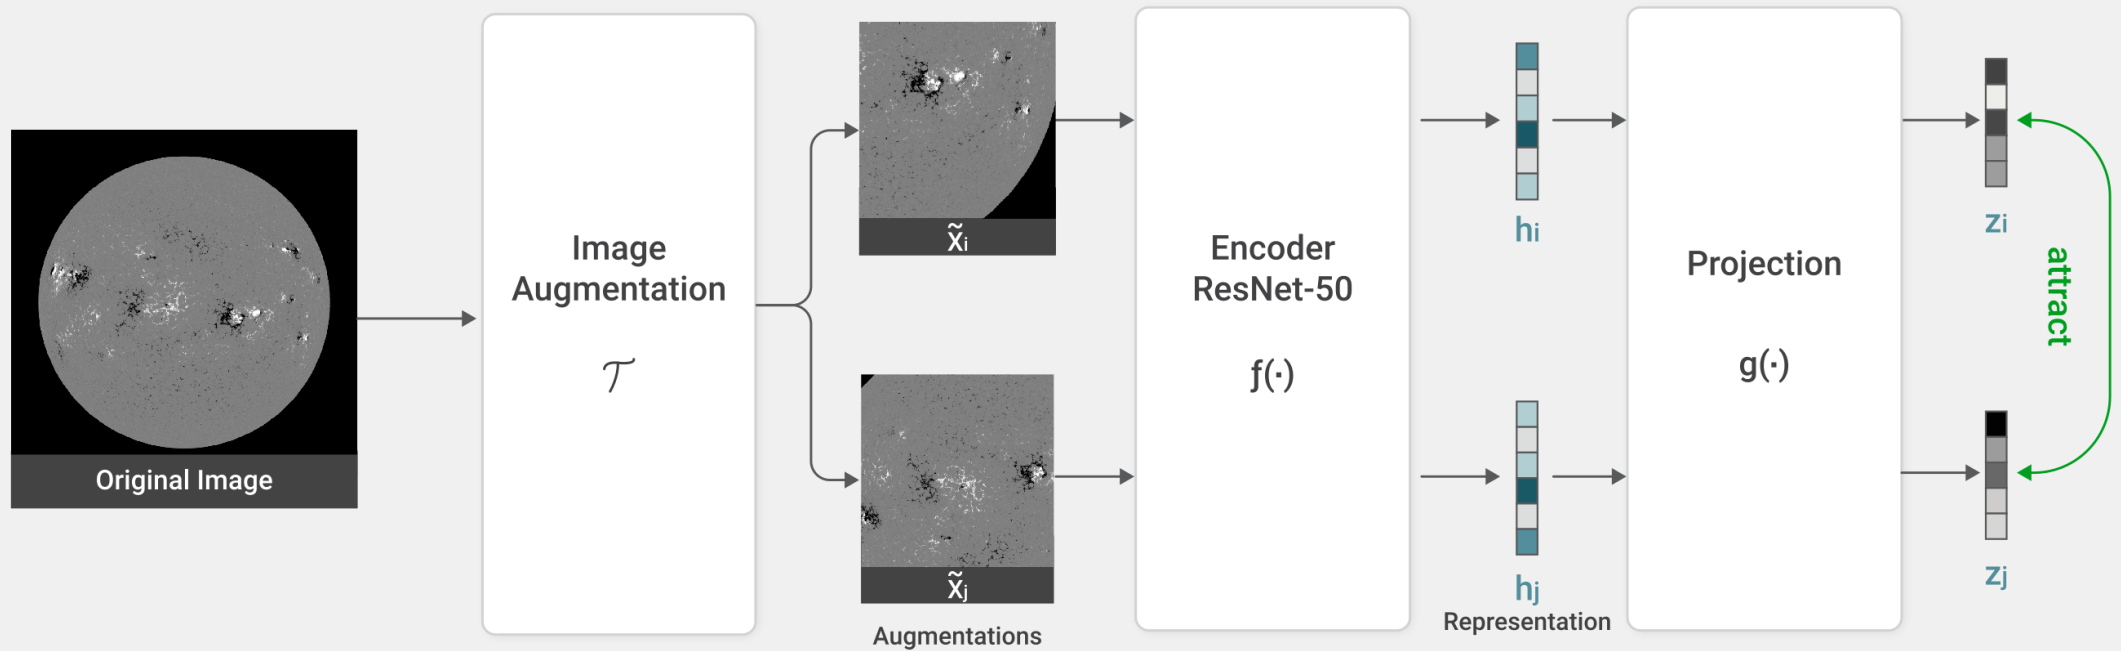 Original Image
Image
Augmentation
𝒯
x̃i
x̃j
Augmentations
Encoder
ResNet-50
f(·)
hi
hj
Representation
Projection
g(·)
zi
zj
attract